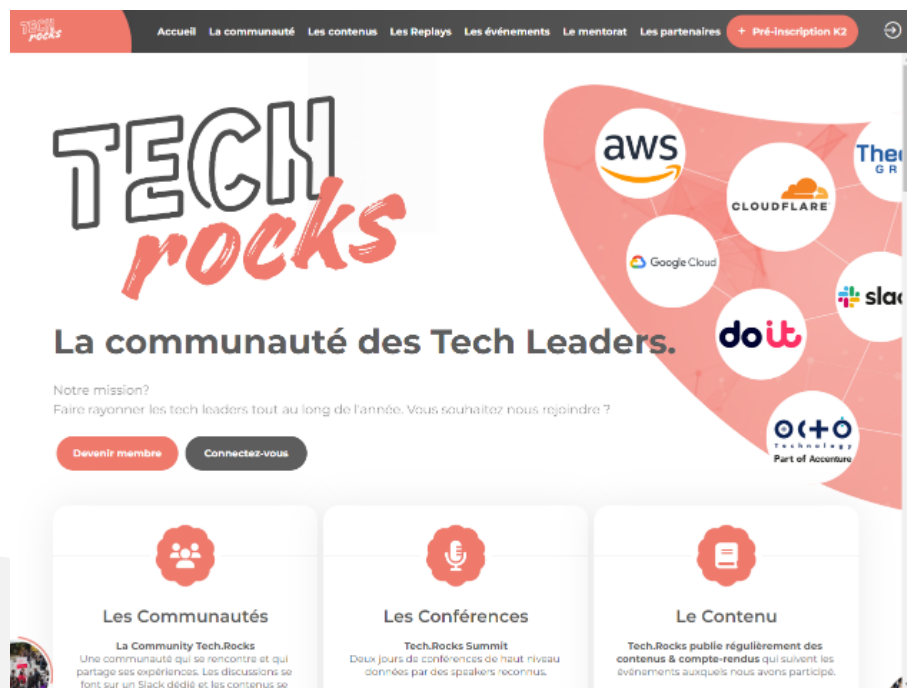 TECH
rocks
Accueil La communauté Les contenus Les Replays Les événements Le mentorat Les partenaires + Pré-inscription K2
TECH
rocks
aws
CLOUDFLARE
Google Cloud
doit
OCTO
Technology
Part of Accenture
La communauté des Tech Leaders.
Notre mission?
Faire rayonner les tech leaders tout au long de l'année. Vous souhaitez nous rejoindre ?
Devenir membre Connectez-vous
Les Communautés
La Community Tech.Rocks
Une communauté qui se rencontre et qui
partage ses expériences. Les discussions se
font sur un Slack dédié et les contenus se
Les Conférences
Tech.Rocks Summit
Deux jours de conférences de haut niveau
données par des speakers reconnus.
Le Contenu
Tech.Rocks publie régulièrement des
contenus & compte-rendus qui suivent les
évènements auxquels nous avons participé.